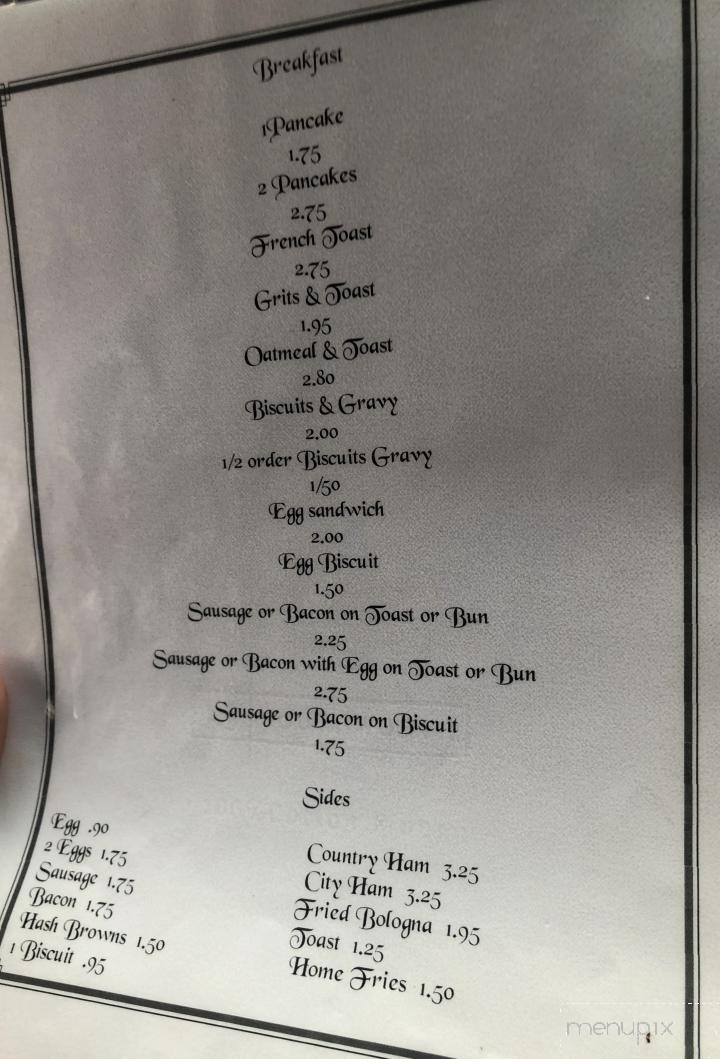 Breakfast
1 Pancake
1.75
2 Pancakes
2.75
French Toast
2.75
Grits & Toast
1.95
Oatmeal & Toast
2.80
Biscuits & Gravy
2.00
1/2 order Biscuits Gravy
1/50
Egg sandwich
2.00
Egg Biscuit
1.50
Sausage or Bacon on Toast or Bun
2.25
Sausage or Bacon with Egg on Toast or Bun
2.75
Sausage or Bacon on Biscuit
1.75
Sides
Egg .90
2 Eggs 1.75
Sausage 1.75
Bacon 1.75
Hash Browns 1.50
1 Biscuit .95
Country Ham 3.25
City Ham 3.25
Fried Bologna 1.95
Toast 1.25
Home Fries 1.50
menupix